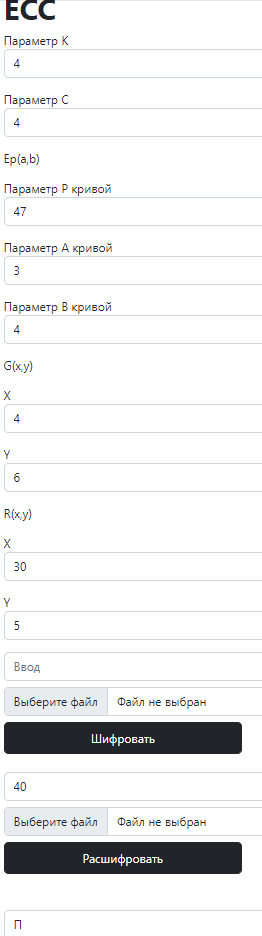 ECC
Параметр К
4
Параметр С
4
Ep(a,b)
Параметр Р кривой
47
Параметр А кривой
3
Параметр В кривой
4
G(x,y)
X
4
Y
6
R(x,y)
X
30
Y
5
Ввод
Выберите файл Файл не выбран
Шифровать
40
Выберите файл Файл не выбран
Расшифровать
П